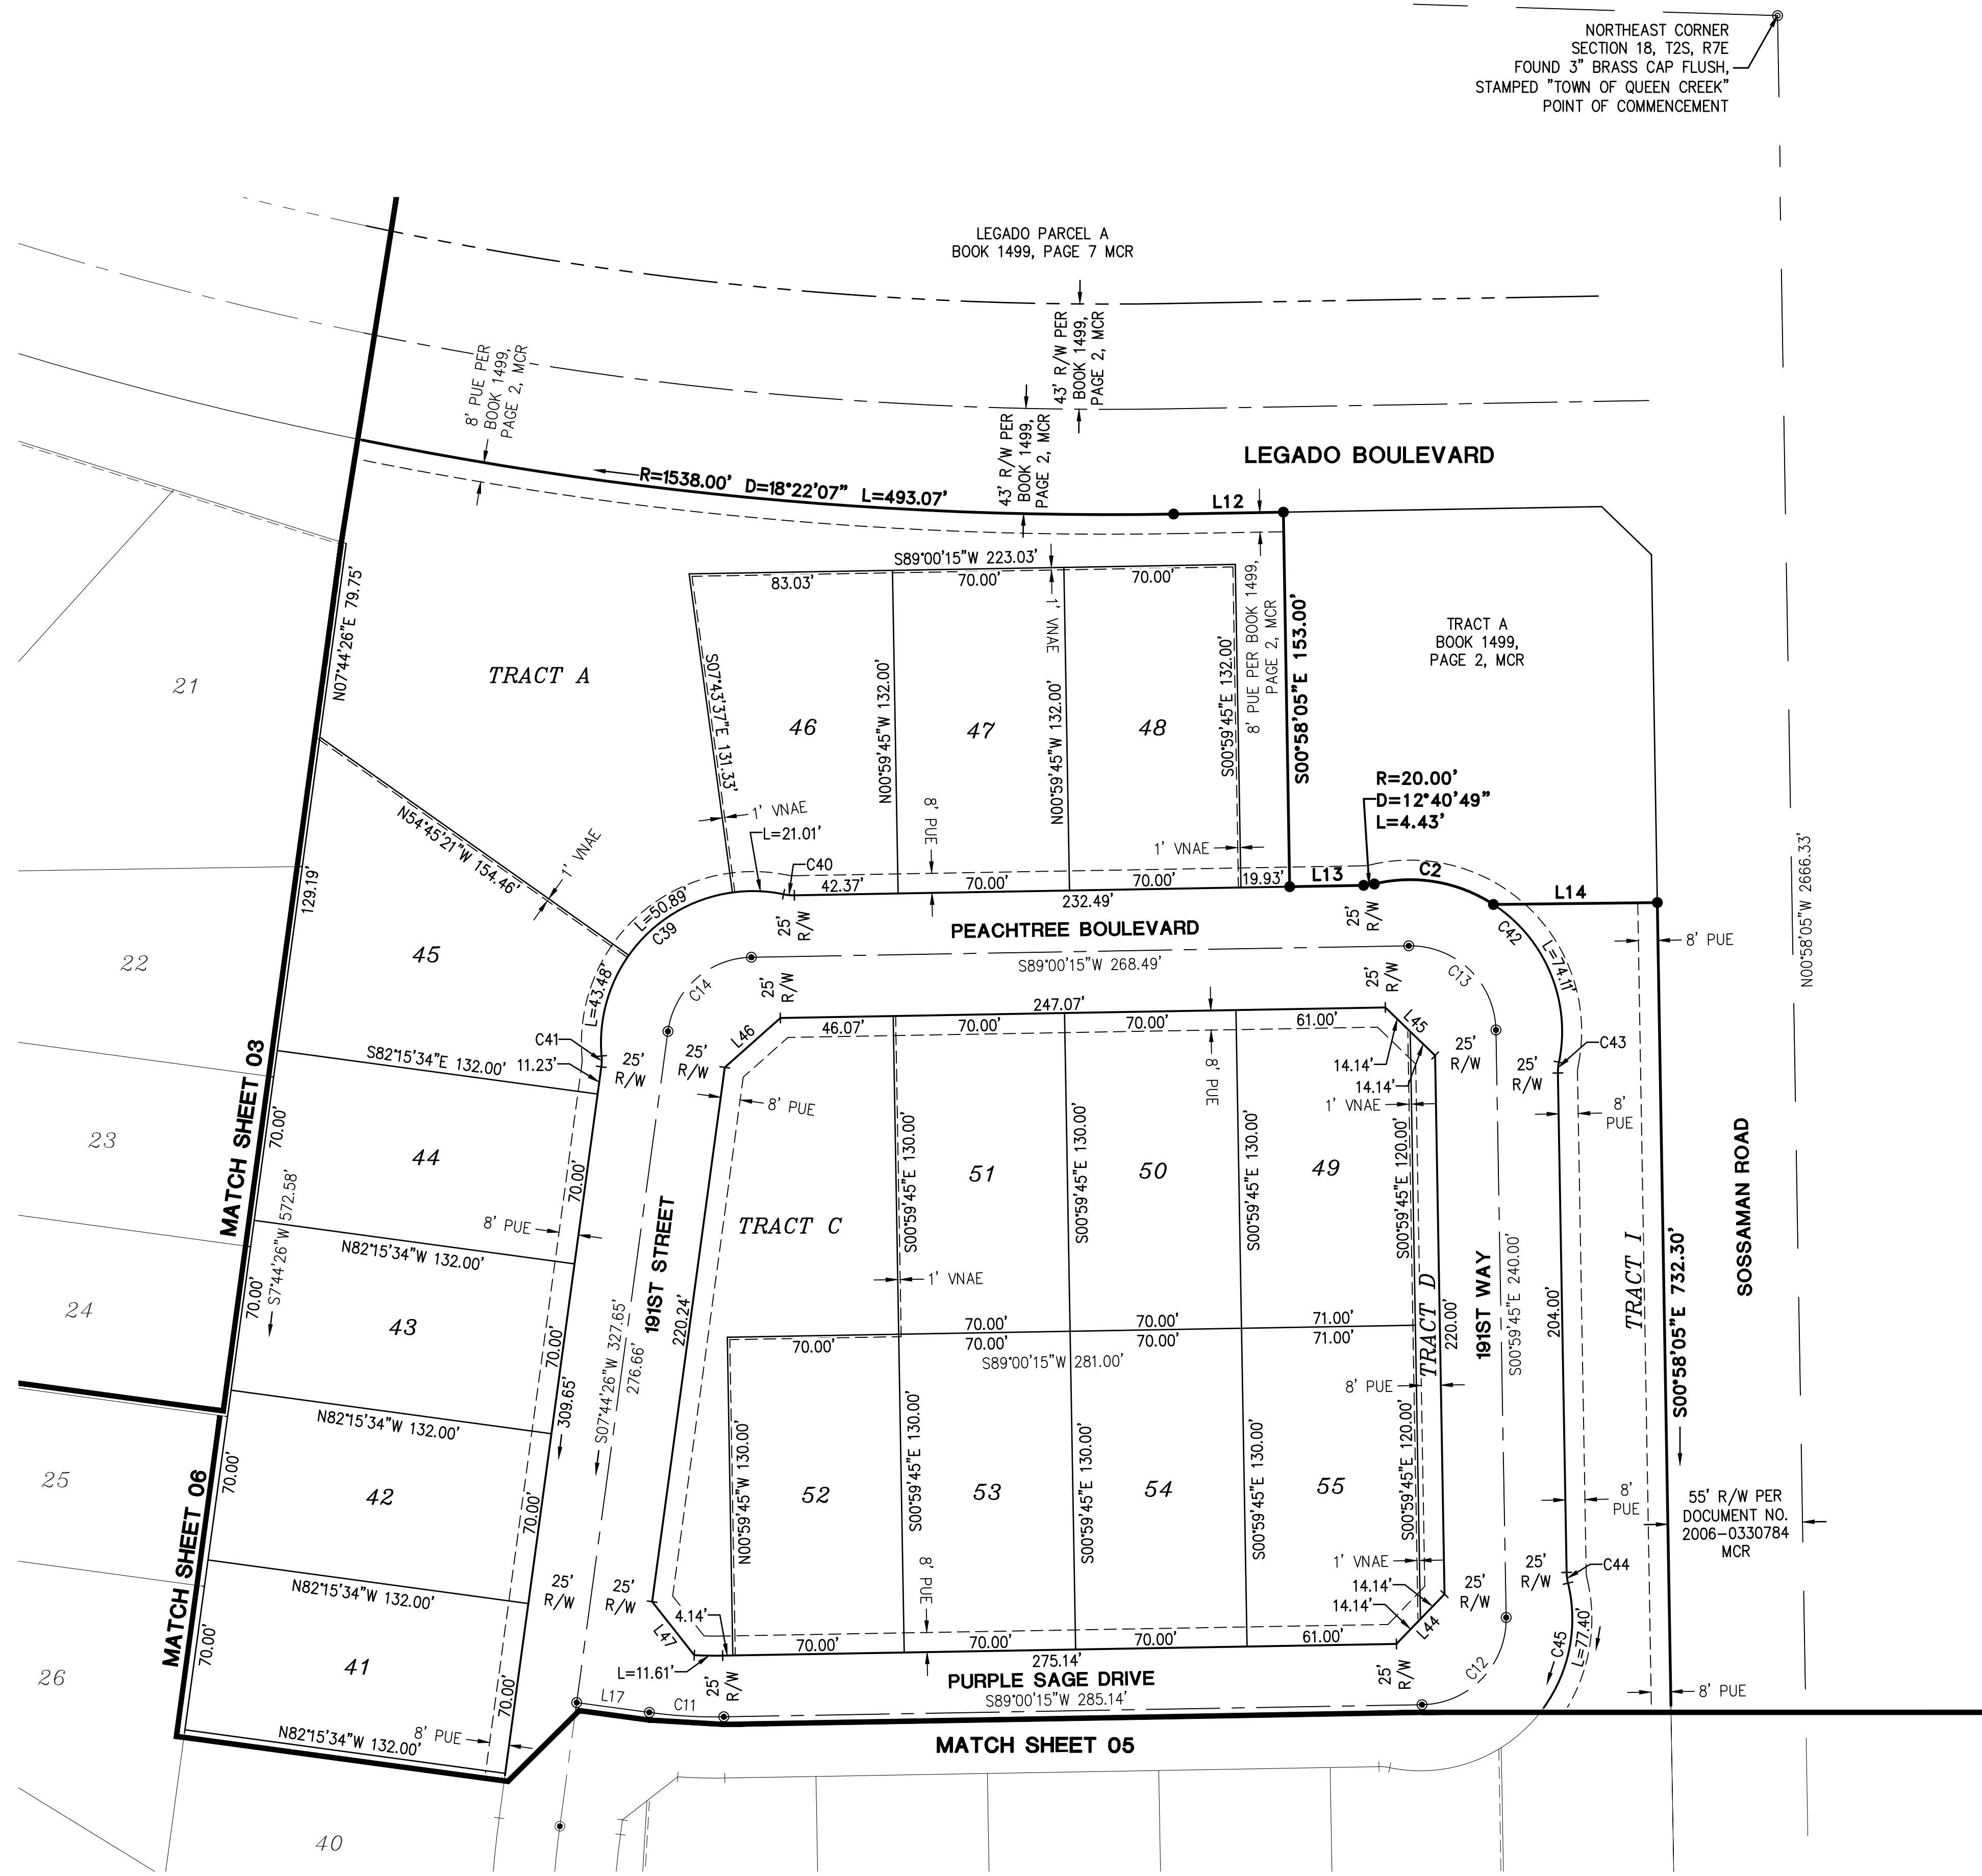 NORTHEAST CORNER
SECTION 18, T2S, R7E
FOUND 3" BRASS CAP FLUSH,
STAMPED "TOWN OF QUEEN CREEK"
POINT OF COMMENCEMENT
LEGADO PARCEL A
BOOK 1499, PAGE 7 MCR
43' R/W PER
BOOK 1499,
PAGE 2, MCR
43' R/W PER
BOOK 1499,
PAGE 2, MCR
8' PUE PER
BOOK 1499,
PAGE 2, MCR
LEGADO BOULEVARD
R=1538.00' D=18°22'07" L=493.07'
L12
S89°00'15"W 223.03'
83.03'
70.00'
70.00'
1' VNAE
8' PUE PER BOOK 1499,
PAGE 2, MCR
S00°58'05"E 153.00'
TRACT A
BOOK 1499,
PAGE 2, MCR
N07°44'26"E 79.75'
21
TRACT A
S07°43'37"E 131.33'
46
N00°59'45"W 132.00'
47
N00°59'45"W 132.00'
48
S00°59'45"E 132.00'
R=20.00'
D=12°40'49"
L=4.43'
1' VNAE
L=21.01'
8' PUE
1' VNAE
N54°45'21"W 154.46'
1' VNAE
C40
42.37'
70.00'
70.00'
19.93'
L13
C2
L14
232.49'
129.19'
L=50.89'
C39
25'
R/W
PEACHTREE BOULEVARD
25'
R/W
C42
L=74.11'
8' PUE
N00°58'05"W 2666.33'
22
45
L=43.48'
S89°00'15"W 268.49'
C14
C13
25'
R/W
25'
R/W
247.07'
46.07'
70.00'
70.00'
61.00'
L46
L45
C41
11.23'
S82°15'34"E 132.00'
25'
R/W
25'
R/W
14.14'
14.14'
25'
R/W
25'
R/W
C43
MATCH SHEET 03
8' PUE
8' PUE
1' VNAE
8'
PUE
23
70.00'
44
70.00'
S7°44'26"W 572.58'
8' PUE
N82°15'34"W 132.00'
191ST STREET
TRACT C
S00°59'45"E 130.00'
51
S00°59'45"E 130.00'
50
S00°59'45"E 130.00'
49
S00°59'45"E 120.00'
191ST WAY
S00°59'45"E 240.00'
TRACT I
S00°58'05"E 732.30'
SOSSAMAN ROAD
1' VNAE
24
70.00'
43
70.00'
S07°44'26"W 327.65'
276.66'
220.24'
70.00'
70.00'
71.00'
70.00'
70.00'
70.00'
71.00'
S89°00'15"W 281.00'
TRACT D
220.00'
204.00'
8' PUE
N82°15'34"W 132.00'
309.65'
25
MATCH SHEET 06
70.00'
42
70.00'
N00°59'45"W 130.00'
52
S00°59'45"E 130.00'
53
S00°59'45"E 130.00'
54
S00°59'45"E 130.00'
55
S00°59'45"E 120.00'
8'
PUE
55' R/W PER
DOCUMENT NO.
2006-0330784
MCR
N82°15'34"W 132.00'
25'
R/W
25'
R/W
8' PUE
1' VNAE
14.14'
14.14'
25'
R/W
25'
R/W
C44
26
70.00'
41
70.00'
L47
4.14'
70.00'
70.00'
70.00'
61.00'
L44
275.14'
L=11.61'
25'
R/W
PURPLE SAGE DRIVE
25'
R/W
S89°00'15"W 285.14'
C12
C45
L=77.40'
8' PUE
L17
C11
N82°15'34"W 132.00'
8' PUE
MATCH SHEET 05
40